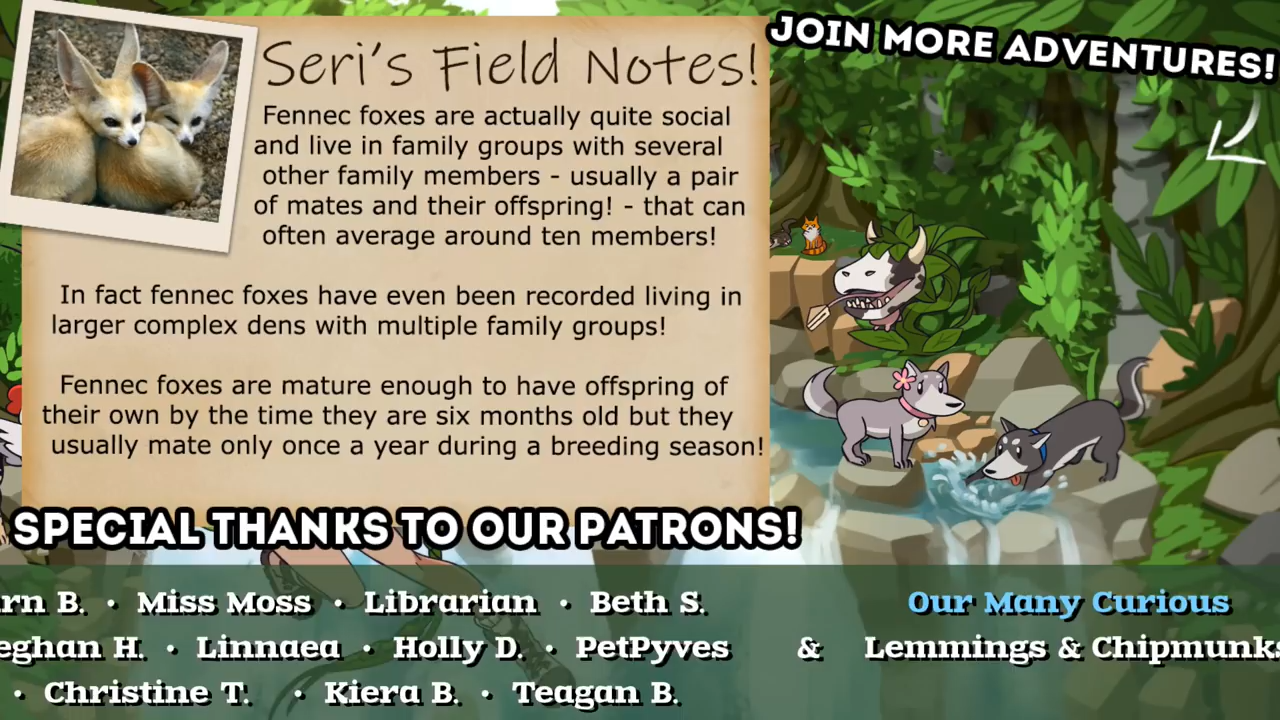 Seri's Field Notes!
Fennec foxes are actually quite social
and live in family groups with several
other family members - usually a pair
of mates and their offspring! - that can
often average around ten members!
In fact fennec foxes have even been recorded living in
larger complex dens with multiple family groups!
Fennec foxes are mature enough to have offspring of
their own by the time they are six months old but they
usually mate only once a year during a breeding season!
JOIN MORE ADVENTURES!
SPECIAL THANKS TO OUR PATRONS!
B. • Miss Moss • Librarian • Beth S.
H. • Linnaea • Holly D. • PetPyves
• Christine T. • Kiera B. • Teagan B.
Our Many Curious
& Lemmings & Chipmunks